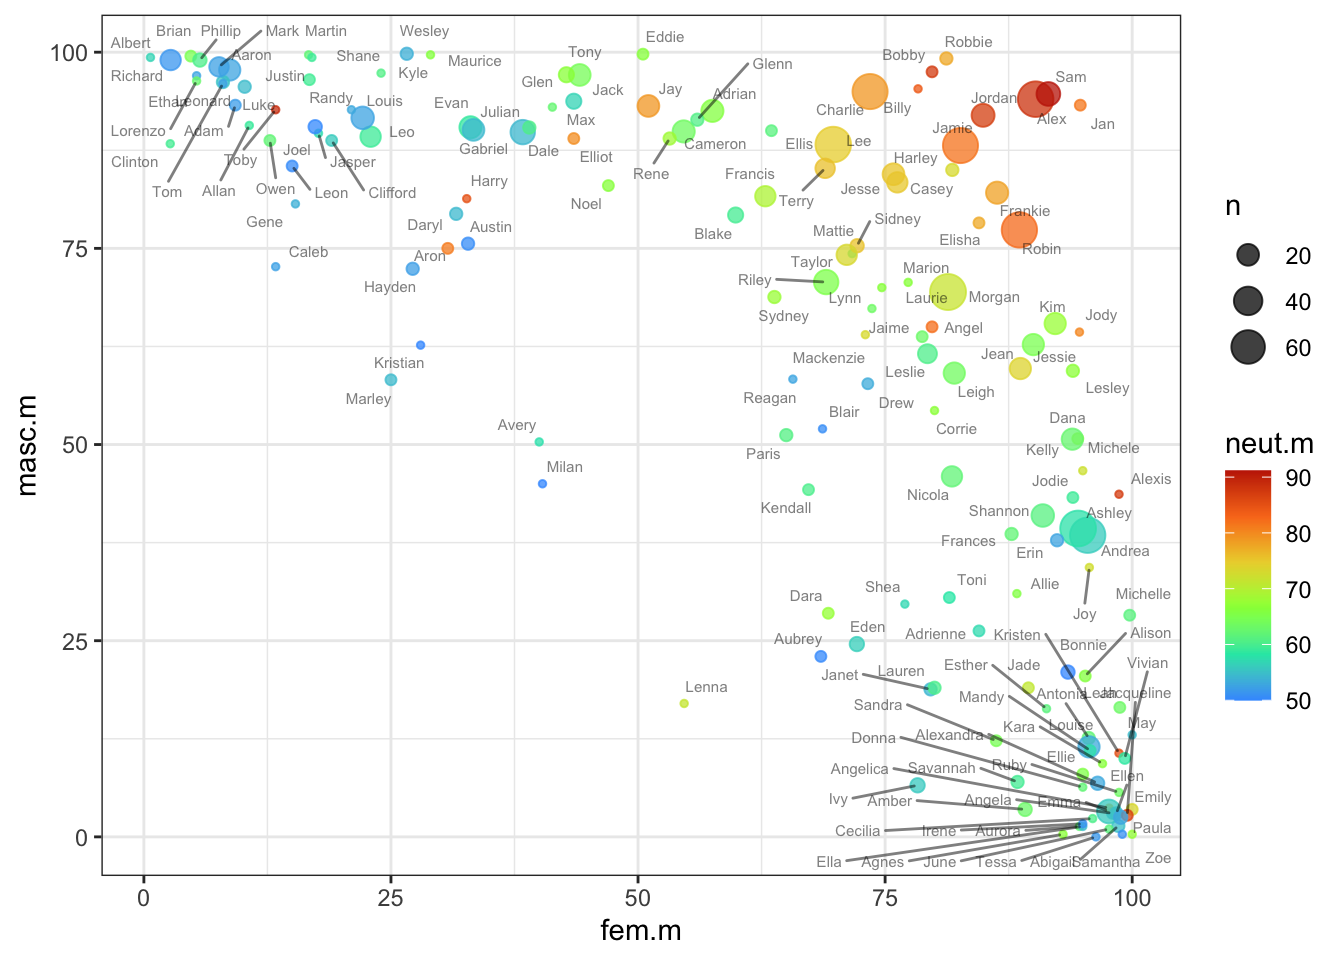 Brian Phillip Mark Martin Wesley
Eddie Robbie
Albert Aaron Shane Maurice Tony Glenn Bobby
Richard Justin Kyle Glen Sam
Ethan Leonard Luke Randy Louis Jack Jay Adrian Charlie Billy Jordan
Lorenzo Adam Evan Julian Max Alex Jan
Leo Jamie
Clinton Toby Joel Jasper Gabriel Dale Elliot Cameron Ellis Lee
Harley
Tom Allan Owen Leon Clifford Harry Noel Rene Francis Terry Jesse Casey
Gene Daryl Austin Blake Mattie Sidney Elisha Frankie
Caleb Aron Robin
Hayden Riley Taylor Marion
Sydney Lynn Laurie Morgan
Kim Jody
Jaime Angel
Kristian Mackenzie Jean Jessie
Marley Reagan Leslie Leigh Lesley
Avery Blair Drew
Corrie Dana
Milan Paris Kelly Michele
Kendall Nicola Jodie Alexis
Shannon Ashley
Frances Erin Andrea
Dara Shea Toni Allie Michelle
Joy
Aubrey Eden Adrienne Kristen Bonnie Alison
Lenna Janet Lauren Esther Jade Vivian
Sandra Mandy Antonia Leah Jacqueline
Donna Alexandra Kara Louise May
Angelica Savannah Ruby Ellie Ellen
Ivy Amber Angela Emma Emily
Cecilia Irene Aurora Paula
Ella Agnes June Tessa Abigail Samantha Zoe
100
75
50
25
0
masc.m
0 25 50 75 100
fem.m
n
20
40
60
neut.m
90
80
70
60
50